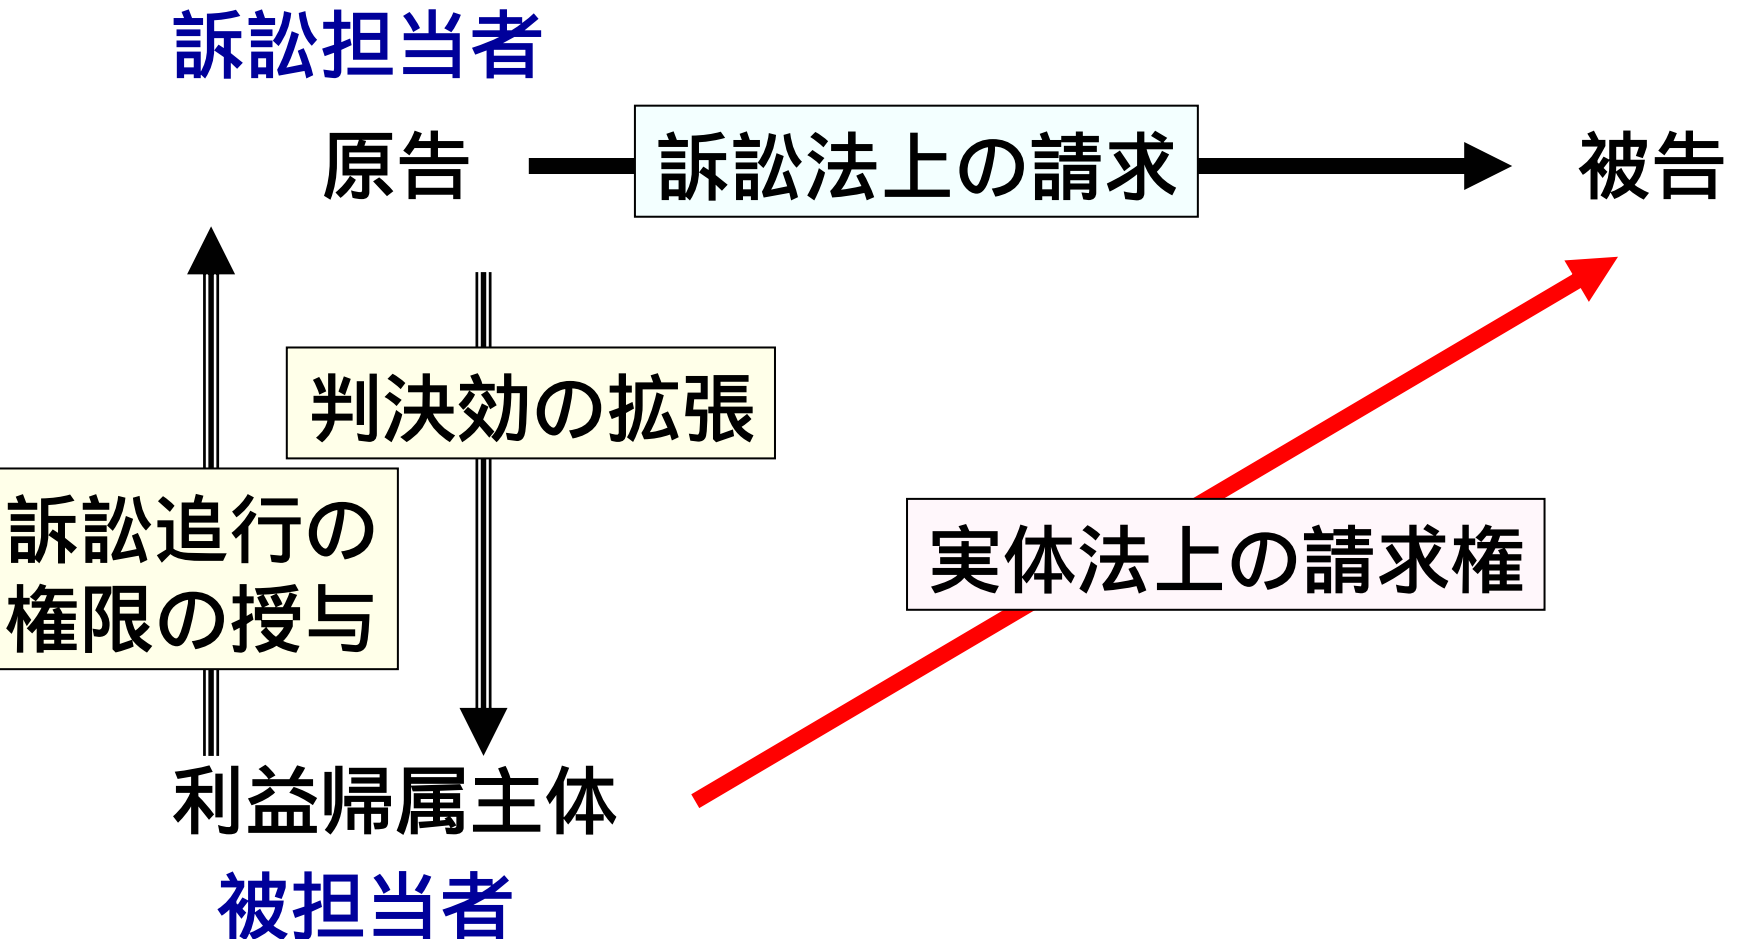 訴訟担当者
原告
訴訟法上の請求
被告
判決効の拡張
訴訟追行の
権限の授与
実体法上の請求権
利益帰属主体
被担当者